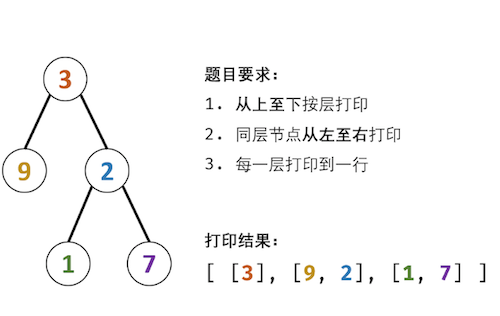 3
9
2
1
7
题目要求：
1. 从上至下按层打印
2. 同层节点从左至右打印
3. 每一层打印到一行
打印结果：
[ [3], [9, 2], [1, 7] ]